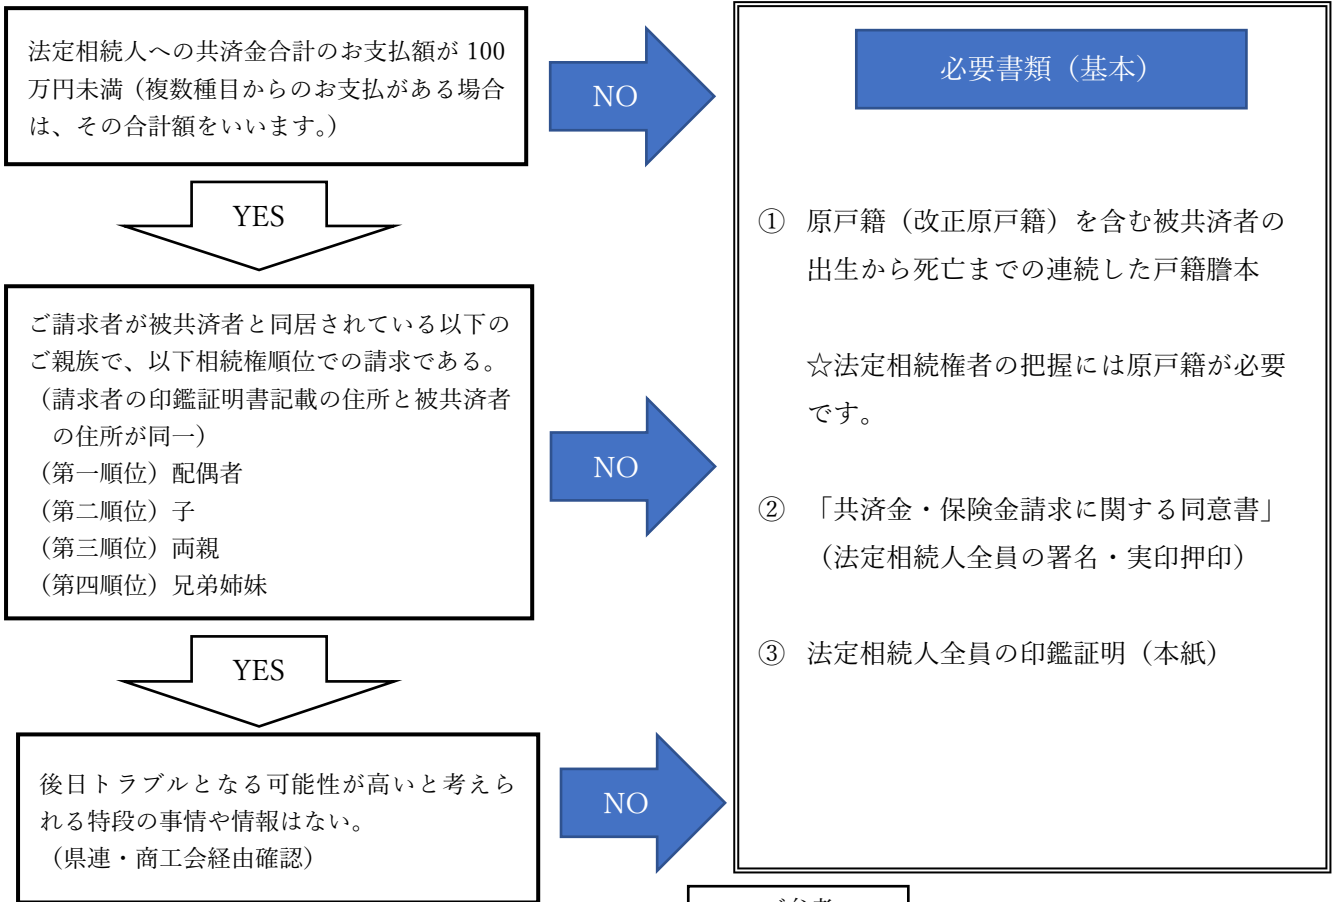 法定相続人への共済金合計のお支払額が 100
万円未満（複数種目からのお支払がある場合
は、その合計額をいいます。）
NO
YES
ご請求者が被共済者と同居されている以下の
ご親族で、以下相続権順位での請求である。
（請求者の印鑑証明書記載の住所と被共済者
の住所が同一）
（第一順位）配偶者
（第二順位）子
（第三順位）両親
（第四順位）兄弟姉妹
NO
YES
後日トラブルとなる可能性が高いと考えら
れる特段の事情や情報はない。
（県連・商工会経由確認）
NO
必要書類（基本）
① 原戸籍（改正原戸籍）を含む被共済者の
出生から死亡までの連続した戸籍謄本
☆法定相続権者の把握には原戸籍が必要
です。
② 「共済金・保険金請求に関する同意書」
（法定相続人全員の署名・実印押印）
③ 法定相続人全員の印鑑証明（本紙）